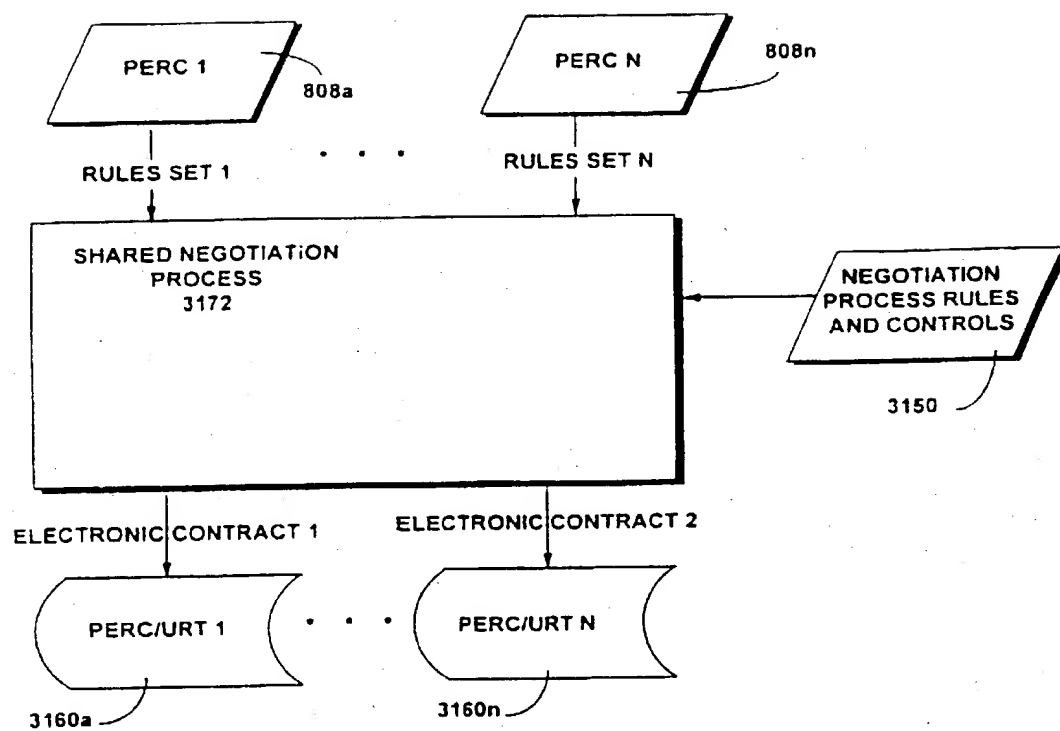 PERC 1
808a
PERC N
808n
RULES SET 1
RULES SET N
SHARED NEGOTIATiON
PROCESS
3172
NEGOTIATION
PROCESS RULES
AND CONTROLS
3150
ELECTRONIC CONTRACT 1
ELECTRONIC CONTRACT 2
PERC/URT 1
PERC/URT N
3160a
3160n